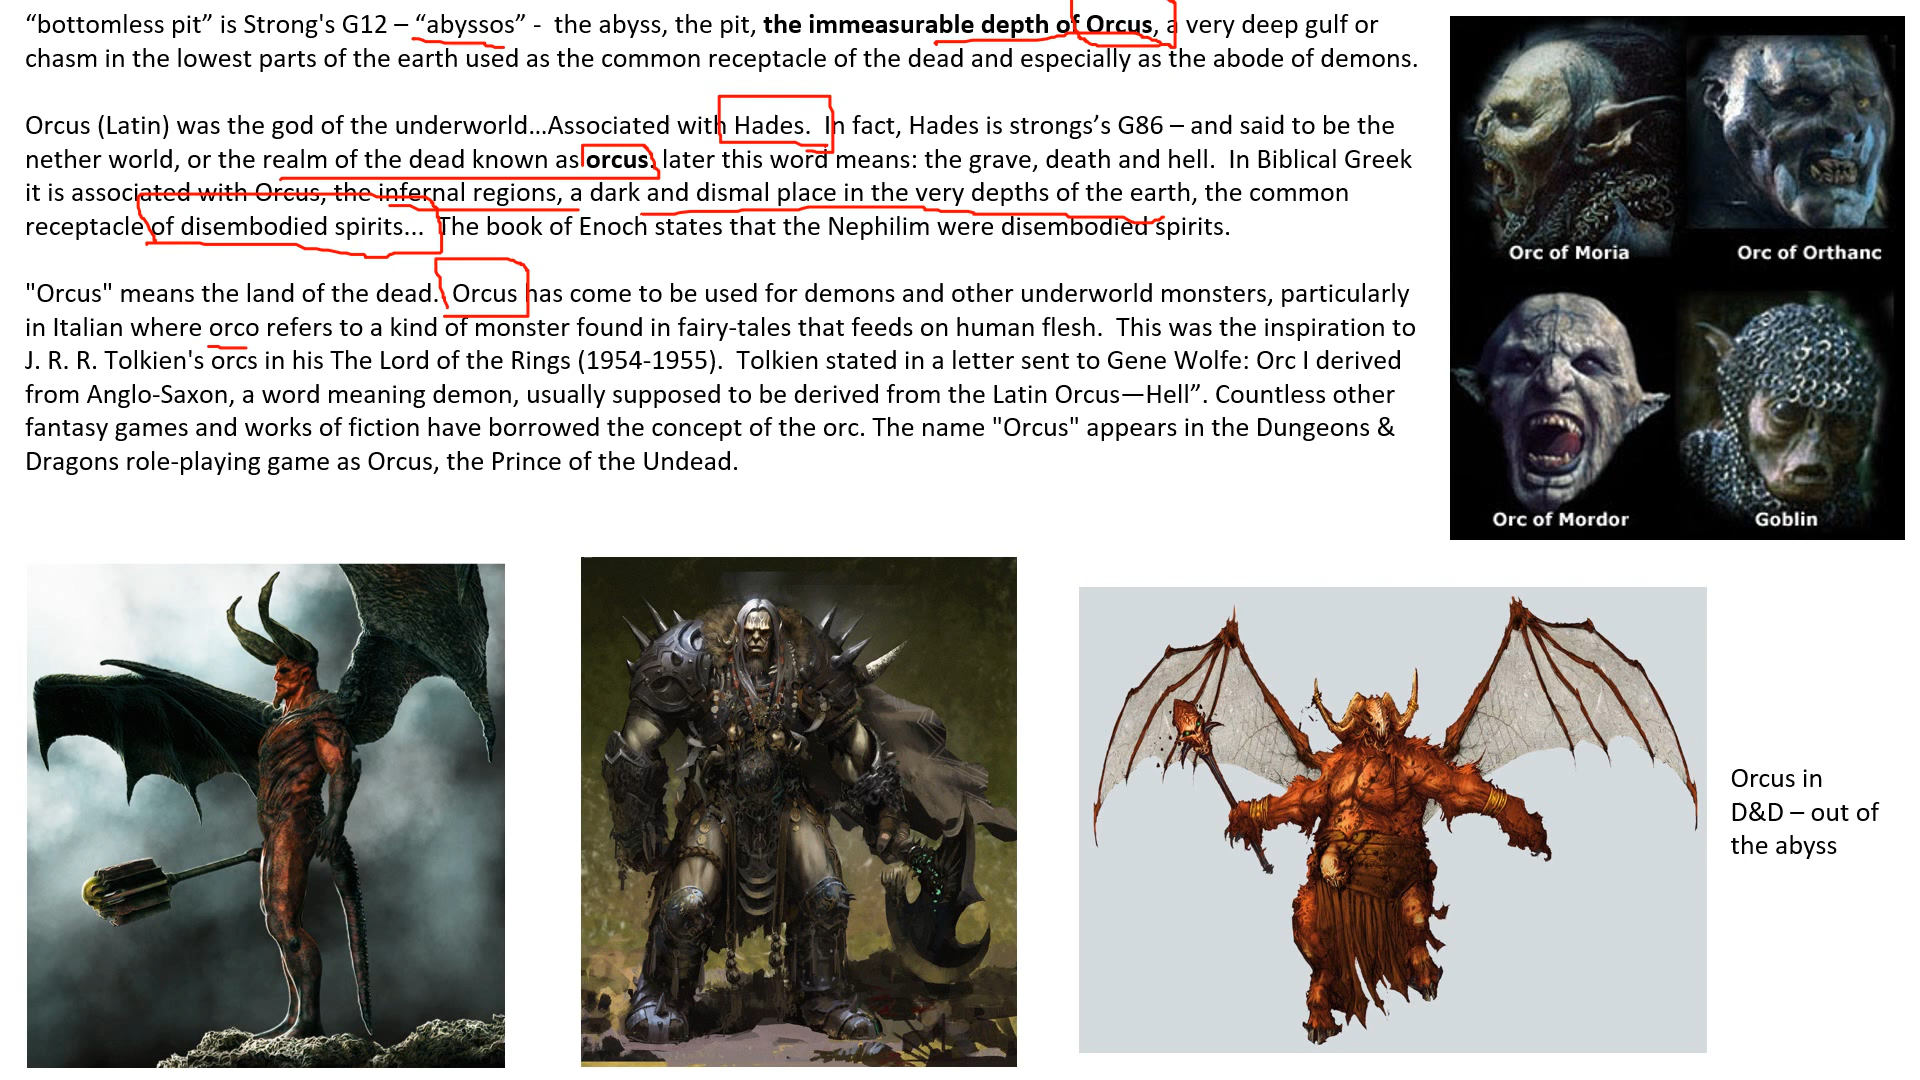 “bottomless pit” is Strong's G12 – “abyssos” -  the abyss, the pit, the immeasurable depth of Orcus, a very deep gulf or
chasm in the lowest parts of the earth used as the common receptacle of the dead and especially as the abode of demons.
Orcus (Latin) was the god of the underworld…Associated with Hades.  In fact, Hades is strongs’s G86 – and said to be the
nether world, or the realm of the dead known as orcus. later this word means: the grave, death and hell.  In Biblical Greek
it is associated with Orcus, the infernal regions, a dark and dismal place in the very depths of the earth, the common
receptacle of disembodied spirits...  The book of Enoch states that the Nephilim were disembodied spirits.
"Orcus" means the land of the dead.  Orcus has come to be used for demons and other underworld monsters, particularly
in Italian where orco refers to a kind of monster found in fairy-tales that feeds on human flesh.  This was the inspiration to
J. R. R. Tolkien's orcs in his The Lord of the Rings (1954-1955).  Tolkien stated in a letter sent to Gene Wolfe: Orc I derived
from Anglo-Saxon, a word meaning demon, usually supposed to be derived from the Latin Orcus—Hell”. Countless other
fantasy games and works of fiction have borrowed the concept of the orc. The name "Orcus" appears in the Dungeons &
Dragons role-playing game as Orcus, the Prince of the Undead.
Orc of Moria
Orc of Orthanc
Orc of Mordor
Goblin
Orcus in
D&D – out of
the abyss